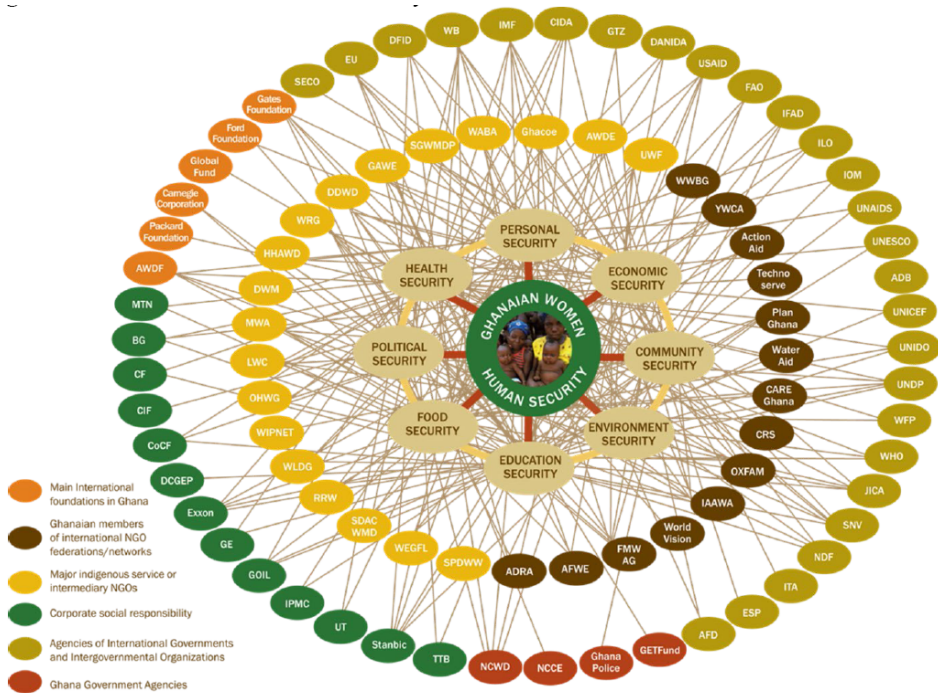 SECO
EU
DFID
WB
IMF
CIDA
GTZ
DANIDA
USAID
FAO
IFAD
ILO
IOM
UNAIDS
UNESCO
ADB
UNICEF
UNIDO
UNDP
WFP
WHO
JICA
SNV
NDF
ITA
ESP
AFD
GETFund
Ghana
Police
NCCE
NCWD
TTB
Stanbic
UT
IPMC
GOIL
GE
Exxon
DCGEP
CoCF
CIF
CF
BG
MTN
AWDF
Packard
Foundation
Carnegie
Corporation
Global
Fund
Ford
Foundation
Gates
Foundation
SGWMDP
WABA
Ghacoe
AWDE
UWF
WWBG
YWCA
Action
Aid
Techno
serve
Plan
Ghana
Water
Aid
CARE
Ghana
CRS
OXFAM
IAAWA
World
Vision
FMW
AG
AFWE
ADRA
SPDWW
WEGFL
SDAC
WMD
RRW
WLDG
WIPNET
OHWG
LWC
MWA
DWM
HHAWD
WRG
DDWD
GAWE
PERSONAL
SECURITY
ECONOMIC
SECURITY
COMMUNITY
SECURITY
ENVIRONMENT
SECURITY
EDUCATION
SECURITY
FOOD
SECURITY
POLITICAL
SECURITY
HEALTH
SECURITY
GHANAIAN WOMEN
HUMAN SECURITY
Main International
foundations in Ghana
Ghanaian members
of international NGO
federations/networks
Major indigenous service or
intermediary NGOs
Corporate social responsibility
Agencies of International Governments
and Intergovernmental Organizations
Ghana Government Agencies